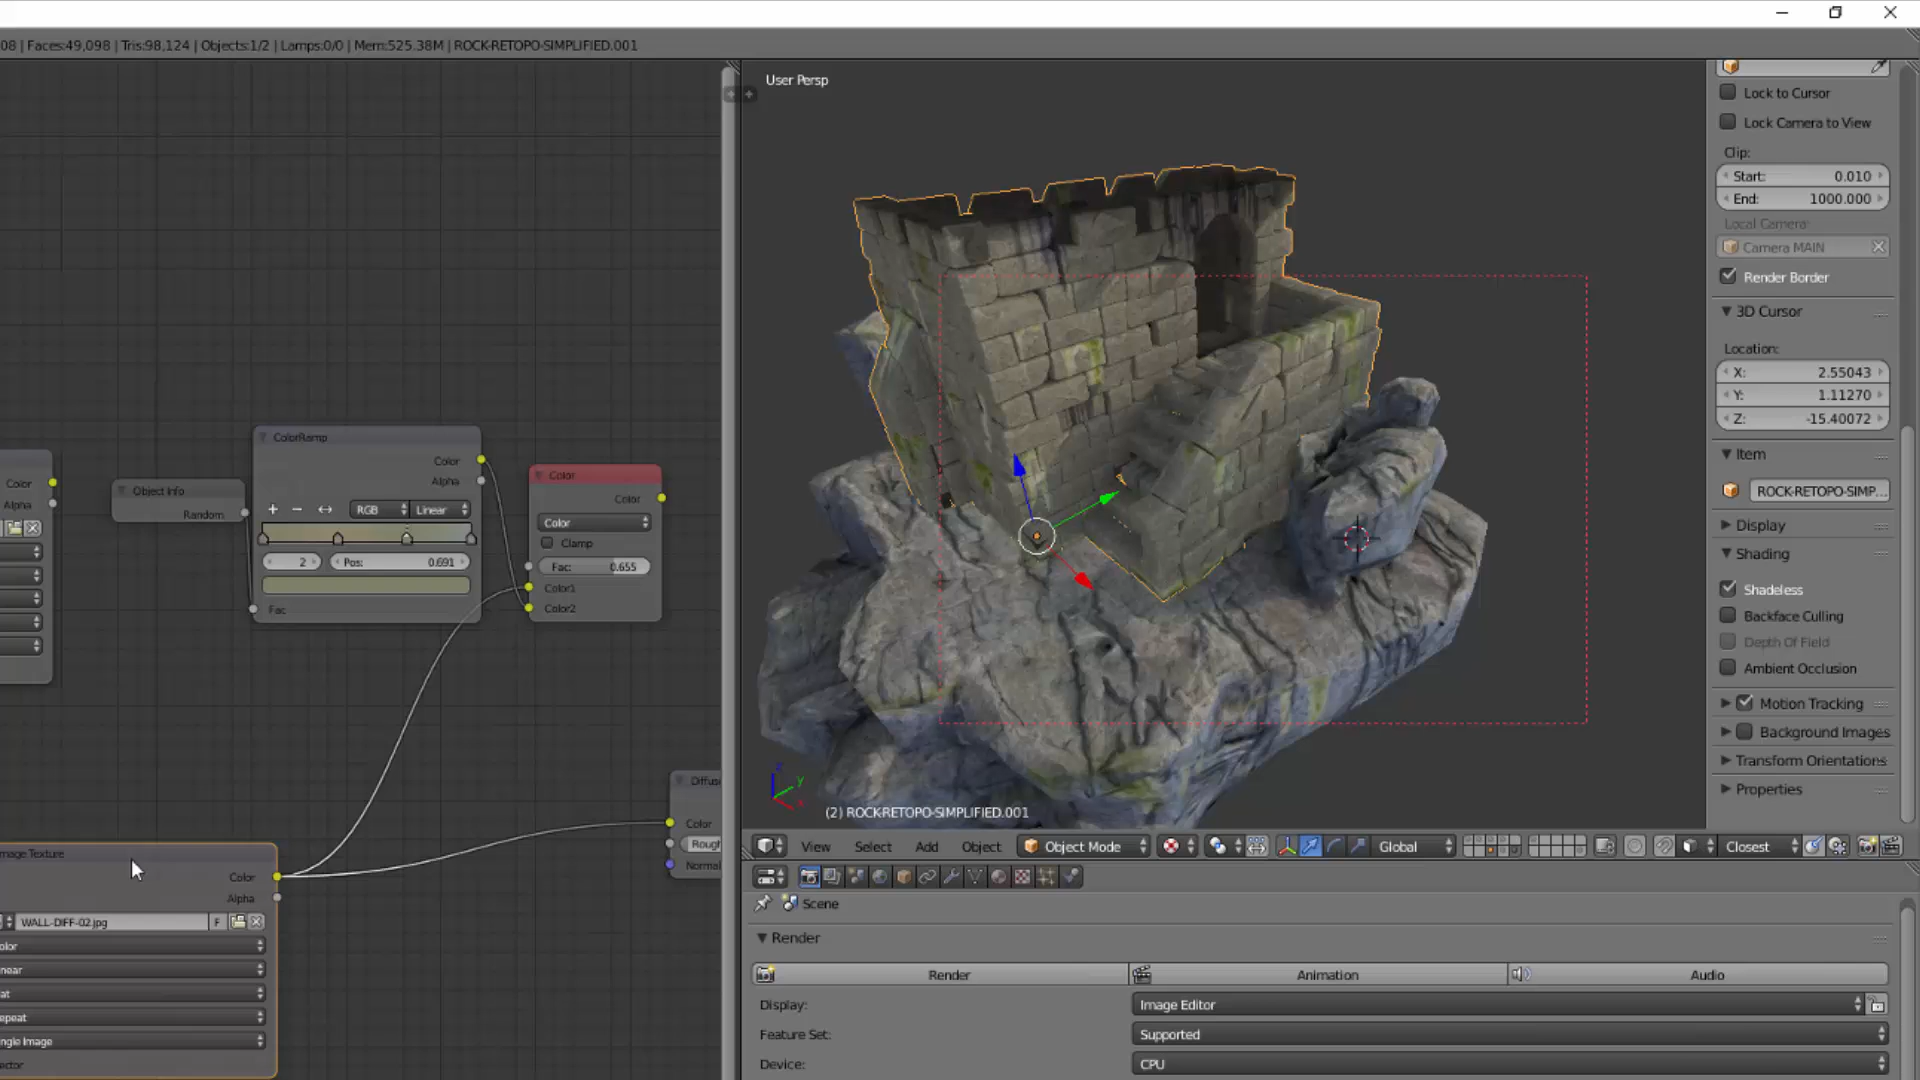 08 | Faces:49,098 | Tris:98,124 | Objects:1/2 | Lamps:0/0 | Mem:525.38M | ROCK-RETOPO-SIMPLIFIED.001
User Persp
Lock to Cursor
Lock Camera to View
Clip:
Start: 0.010
End: 1000.000
Local Camera:
Camera MAIN
Render Border
3D Cursor
Location:
X: 2.55043
Y: 1.11270
Z: -15.40072
Item
ROCK-RETOPO-SIMP...
Display
Shading
Shadeless
Backface Culling
Depth Of Field
Ambient Occlusion
Motion Tracking
Background Images
Transform Orientations
Properties
Color
Alpha
Object Info
Random
ColorRamp
Color
Alpha
RGB
Linear
2
Pos: 0.691
Fac
Color
Color
Color
Clamp
Fac: 0.655
Color1
Color2
Diffus
Color
Rough
Normal
mage Texture
Color
Alpha
WALL-DIFF-02.jpg
F
olor
near
at
epeat
ngle Image
ector
z
y
x
(2) ROCK-RETOPO-SIMPLIFIED.001
View
Select
Add
Object
Object Mode
Global
Closest
Scene
Render
Render
Animation
Audio
Display:
Image Editor
Feature Set:
Supported
Device:
CPU